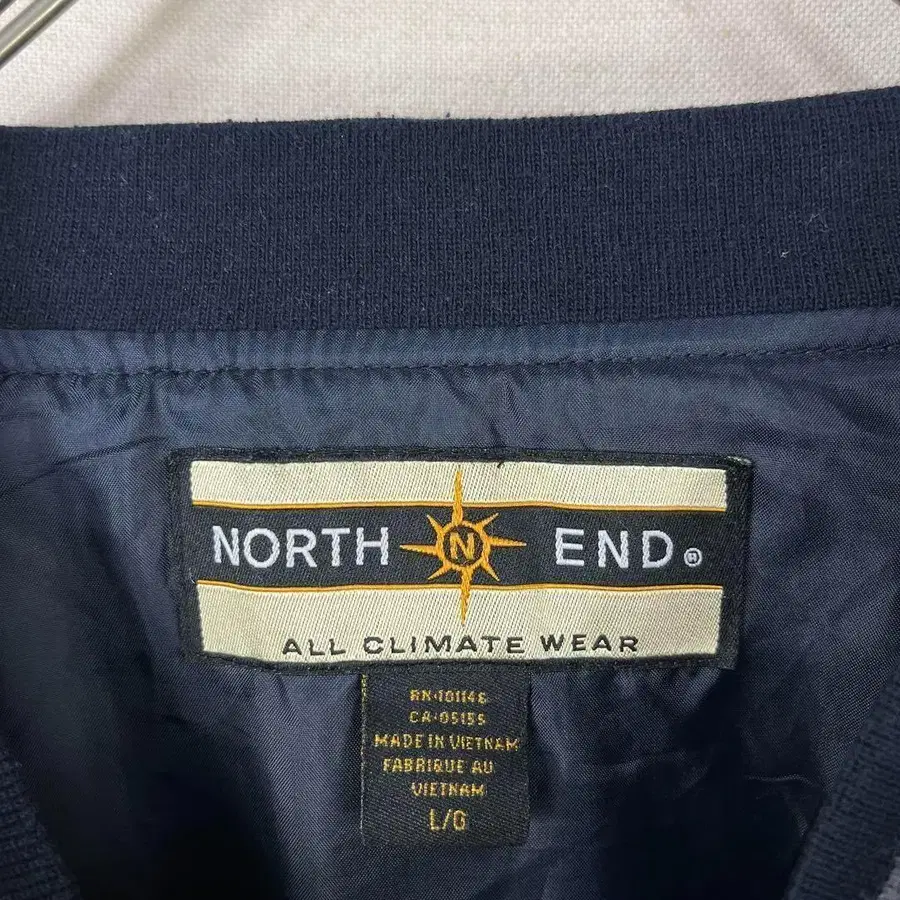 NORTH N END®
ALL CLIMATE WEAR
RN·101146
CA·05155
MADE IN VIETNAM
FABRIQUE AU
VIETNAM
L/G